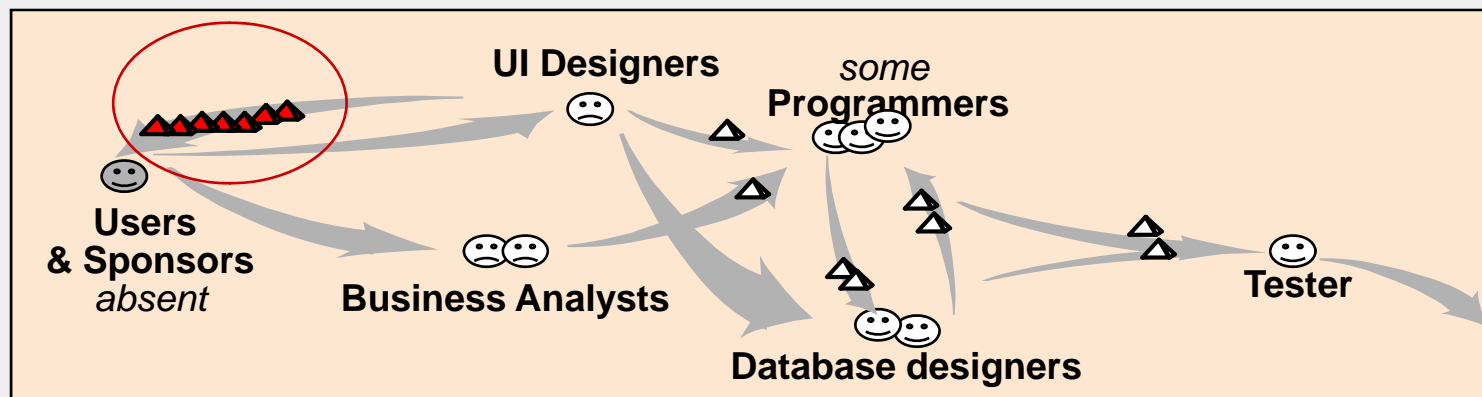 UI Designers
some
Programmers
Users
& Sponsors
absent
Business Analysts
Tester
Database designers